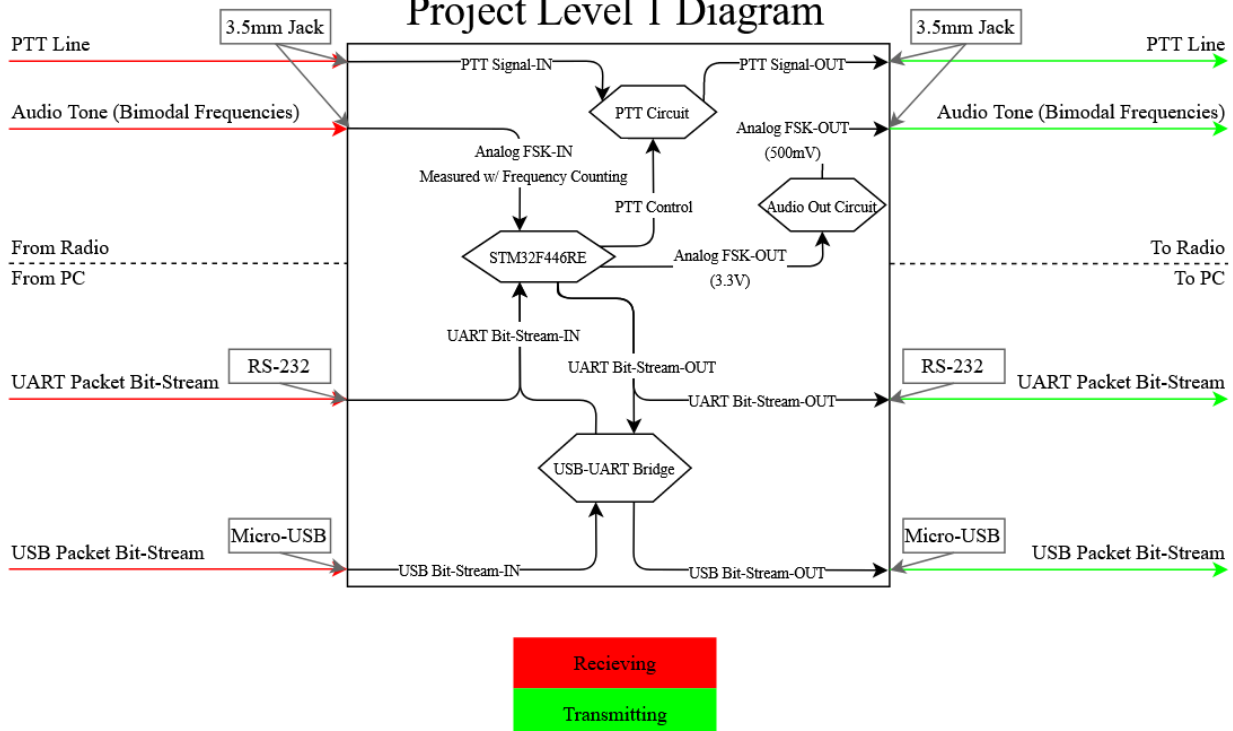 Project Level 1 Diagram
3.5mm Jack
3.5mm Jack
PTT Line
PTT Line
PTT Signal-IN
PTT Signal-OUT
Audio Tone (Bimodal Frequencies)
PTT Circuit
Audio Tone (Bimodal Frequencies)
Analog FSK-OUT
(500mV)
Analog FSK-IN
Measured w/ Frequency Counting
PTT Control
Audio Out Circuit
From Radio
STM32F446RE
Analog FSK-OUT
(3.3V)
To Radio
From PC
To PC
UART Bit-Stream-IN
UART Packet Bit-Stream
RS-232
UART Bit-Stream-OUT
RS-232
UART Packet Bit-Stream
UART Bit-Stream-OUT
USB-UART Bridge
USB Packet Bit-Stream
Micro-USB
Micro-USB
USB Packet Bit-Stream
USB Bit-Stream-IN
USB Bit-Stream-OUT
Recieving
Transmitting